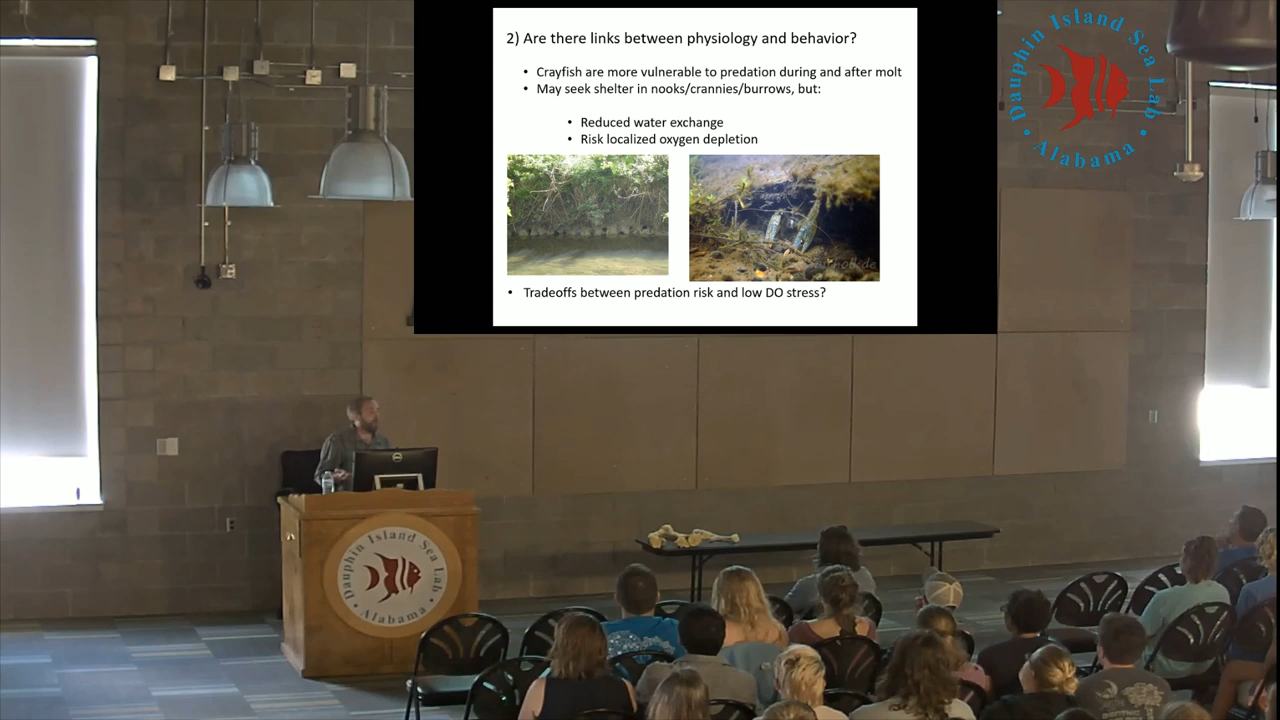 2) Are there links between physiology and behavior?
• Crayfish are more vulnerable to predation during and after molt
• May seek shelter in nooks/crannies/burrows, but:
• Reduced water exchange
• Risk localized oxygen depletion
• Tradeoffs between predation risk and low DO stress?
Dauphin Island Sea Lab
• Alabama •
DELL
Dauphin Island Sea Lab
• Alabama •